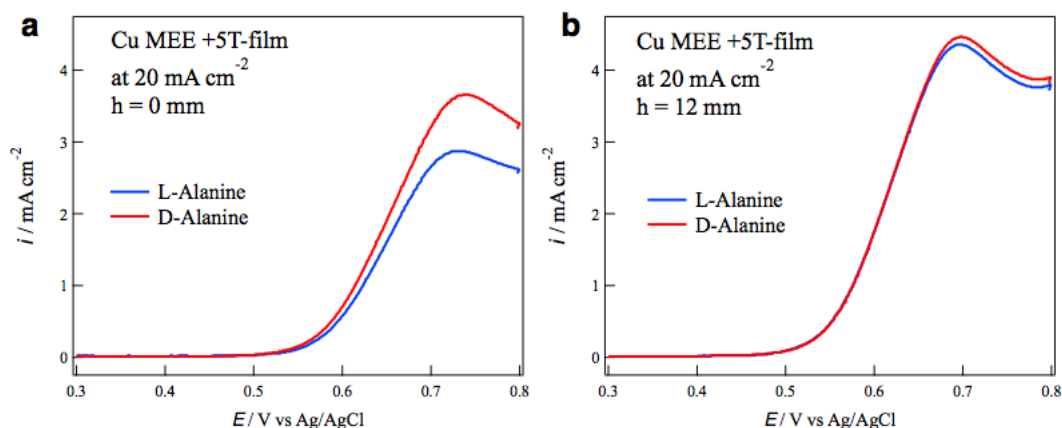 a
Cu MEE +5T-film
at 20 mA cm⁻²
h = 0 mm
L-Alanine
D-Alanine
i / mA cm⁻²
4
3
2
1
0
0.3 0.4 0.5 0.6 0.7 0.8
E / V vs Ag/AgCl
b
Cu MEE +5T-film
at 20 mA cm⁻²
h = 12 mm
L-Alanine
D-Alanine
i / mA cm⁻²
4
3
2
1
0
0.3 0.4 0.5 0.6 0.7 0.8
E / V vs Ag/AgCl